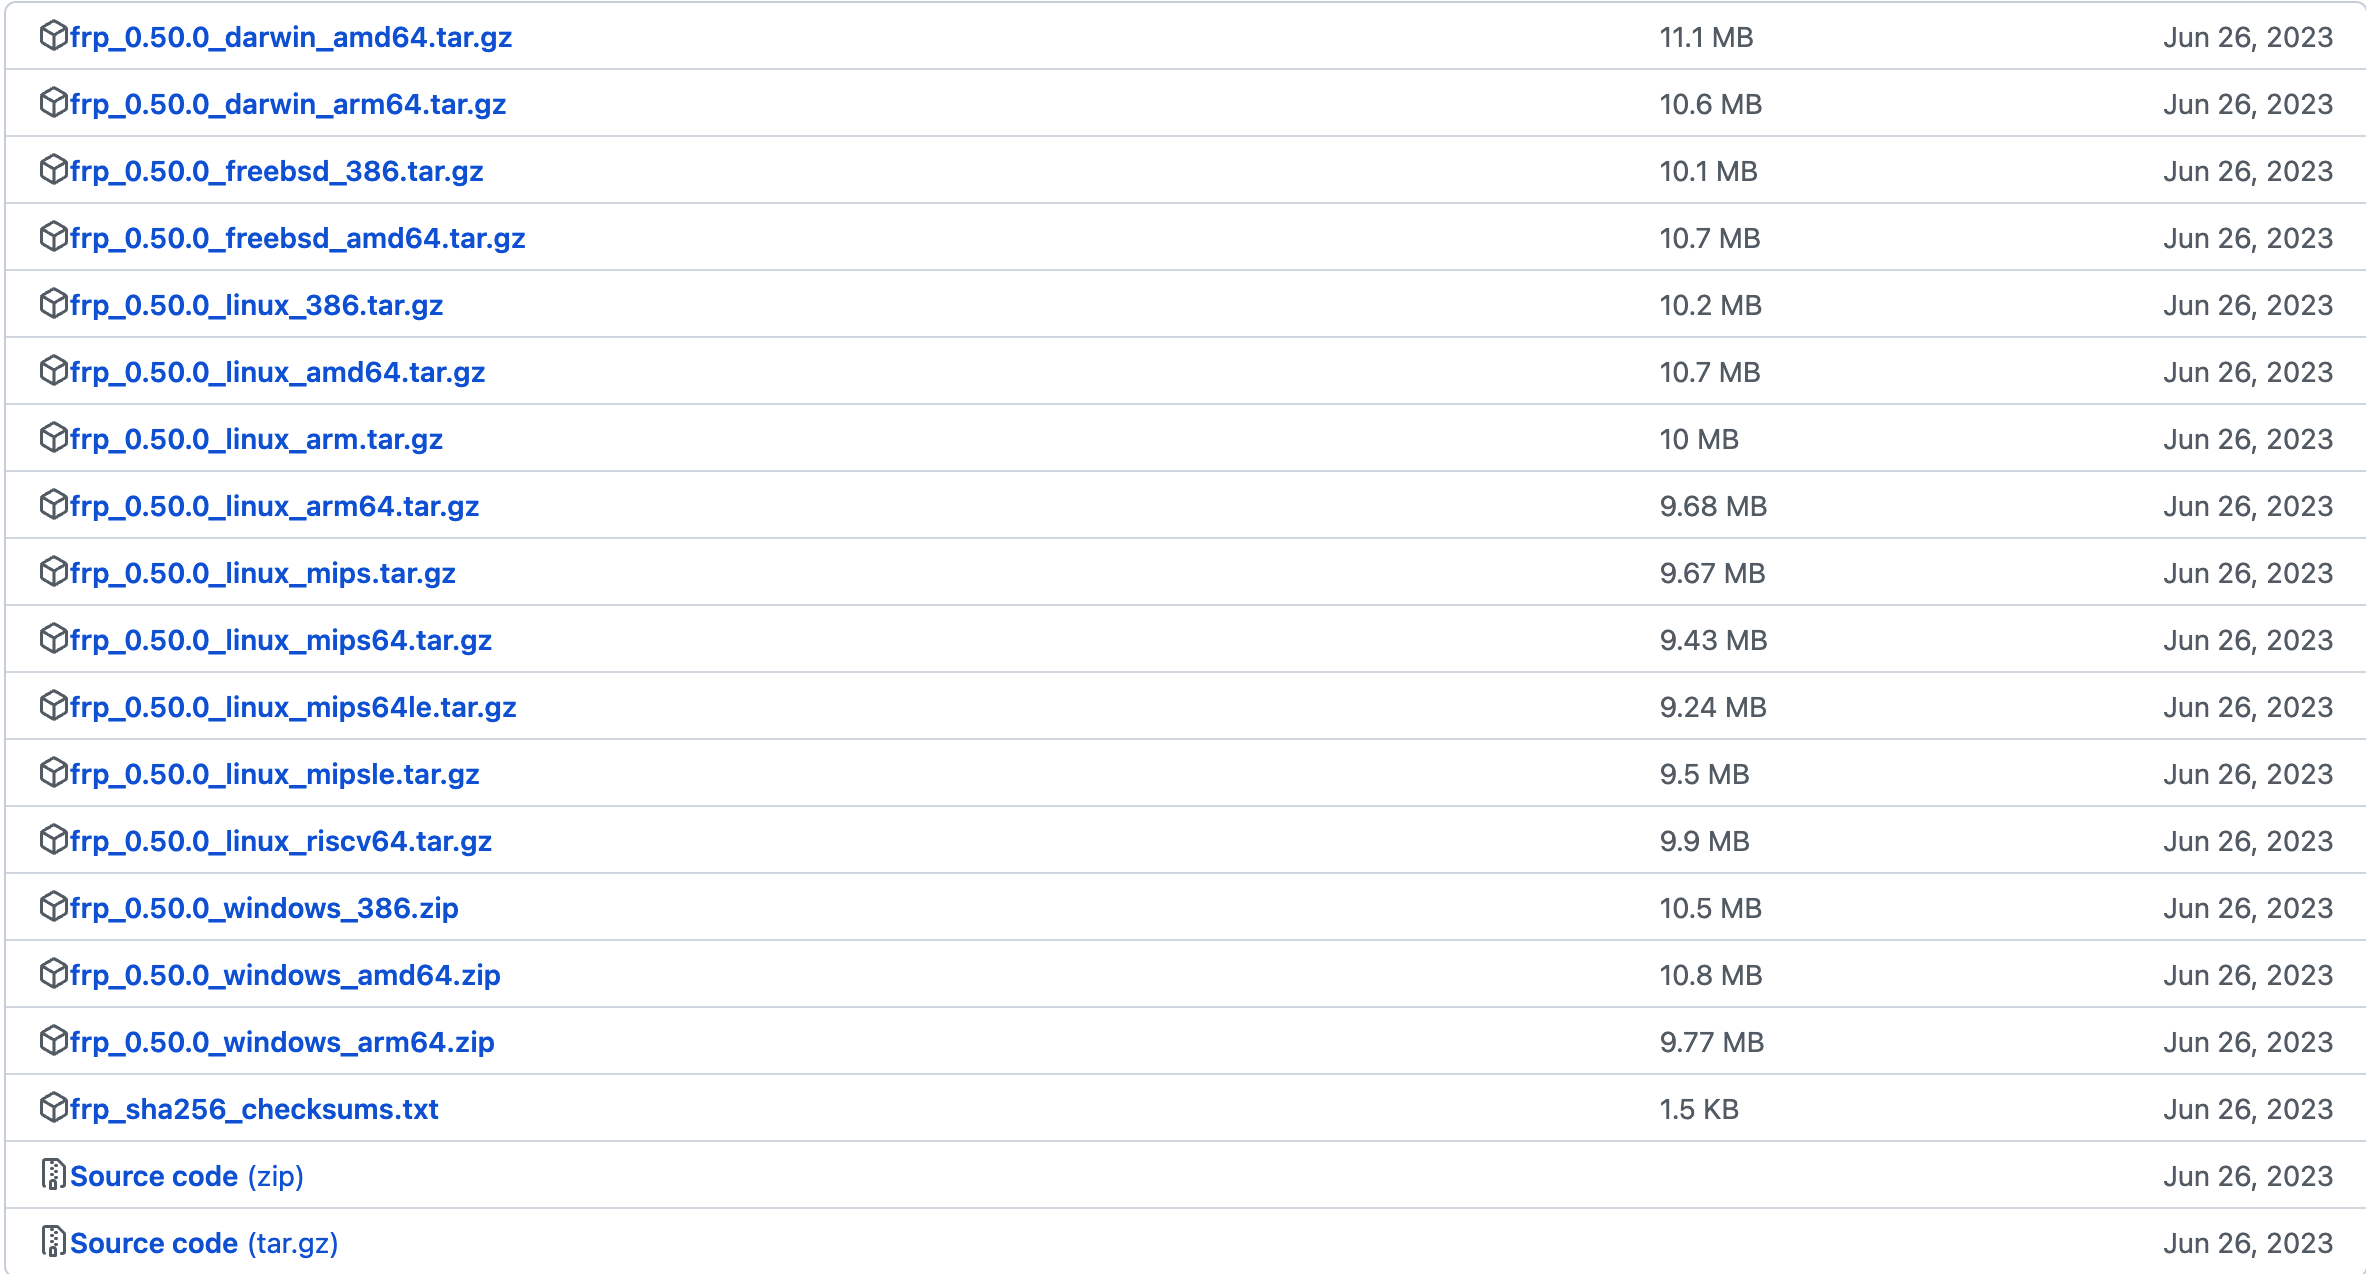 frp_0.50.0_darwin_amd64.tar.gz 11.1 MB Jun 26, 2023
frp_0.50.0_darwin_arm64.tar.gz 10.6 MB Jun 26, 2023
frp_0.50.0_freebsd_386.tar.gz 10.1 MB Jun 26, 2023
frp_0.50.0_freebsd_amd64.tar.gz 10.7 MB Jun 26, 2023
frp_0.50.0_linux_386.tar.gz 10.2 MB Jun 26, 2023
frp_0.50.0_linux_amd64.tar.gz 10.7 MB Jun 26, 2023
frp_0.50.0_linux_arm.tar.gz 10 MB Jun 26, 2023
frp_0.50.0_linux_arm64.tar.gz 9.68 MB Jun 26, 2023
frp_0.50.0_linux_mips.tar.gz 9.67 MB Jun 26, 2023
frp_0.50.0_linux_mips64.tar.gz 9.43 MB Jun 26, 2023
frp_0.50.0_linux_mips64le.tar.gz 9.24 MB Jun 26, 2023
frp_0.50.0_linux_mipsle.tar.gz 9.5 MB Jun 26, 2023
frp_0.50.0_linux_riscv64.tar.gz 9.9 MB Jun 26, 2023
frp_0.50.0_windows_386.zip 10.5 MB Jun 26, 2023
frp_0.50.0_windows_amd64.zip 10.8 MB Jun 26, 2023
frp_0.50.0_windows_arm64.zip 9.77 MB Jun 26, 2023
frp_sha256_checksums.txt 1.5 KB Jun 26, 2023
Source code (zip) Jun 26, 2023
Source code (tar.gz) Jun 26, 2023